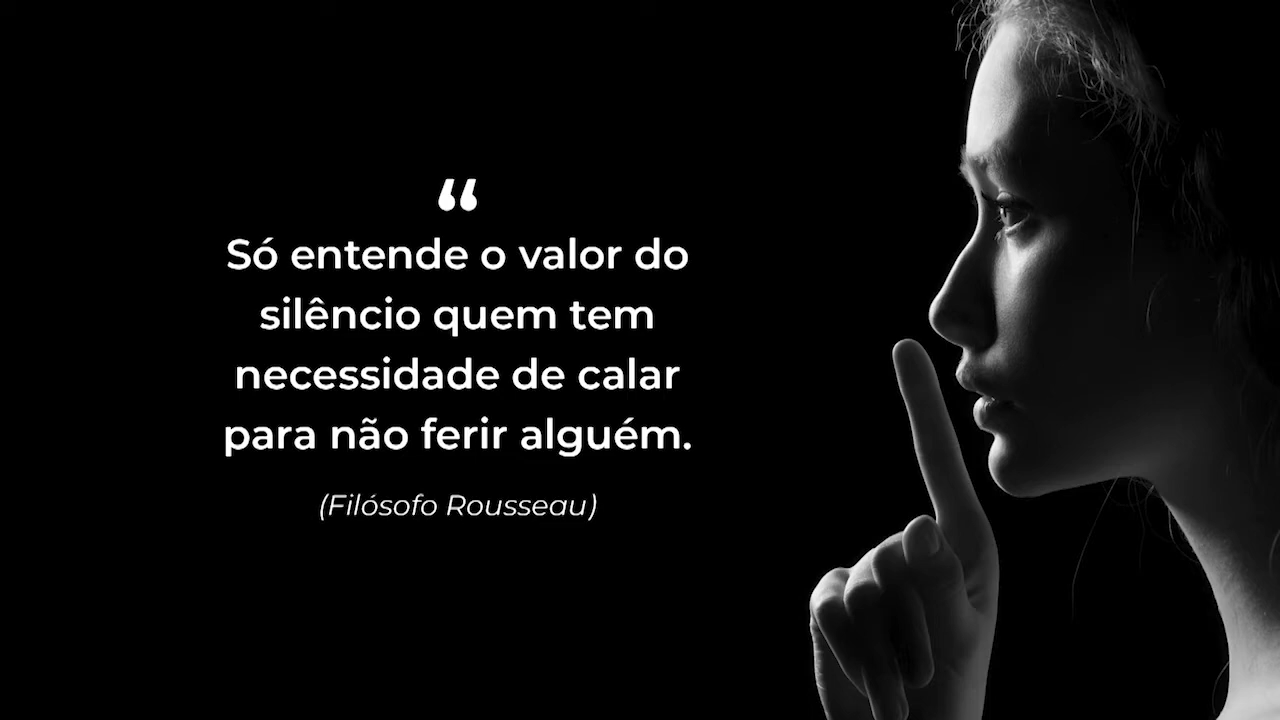 “
Só entende o valor do
silêncio quem tem
necessidade de calar
para não ferir alguém.
(Filósofo Rousseau)